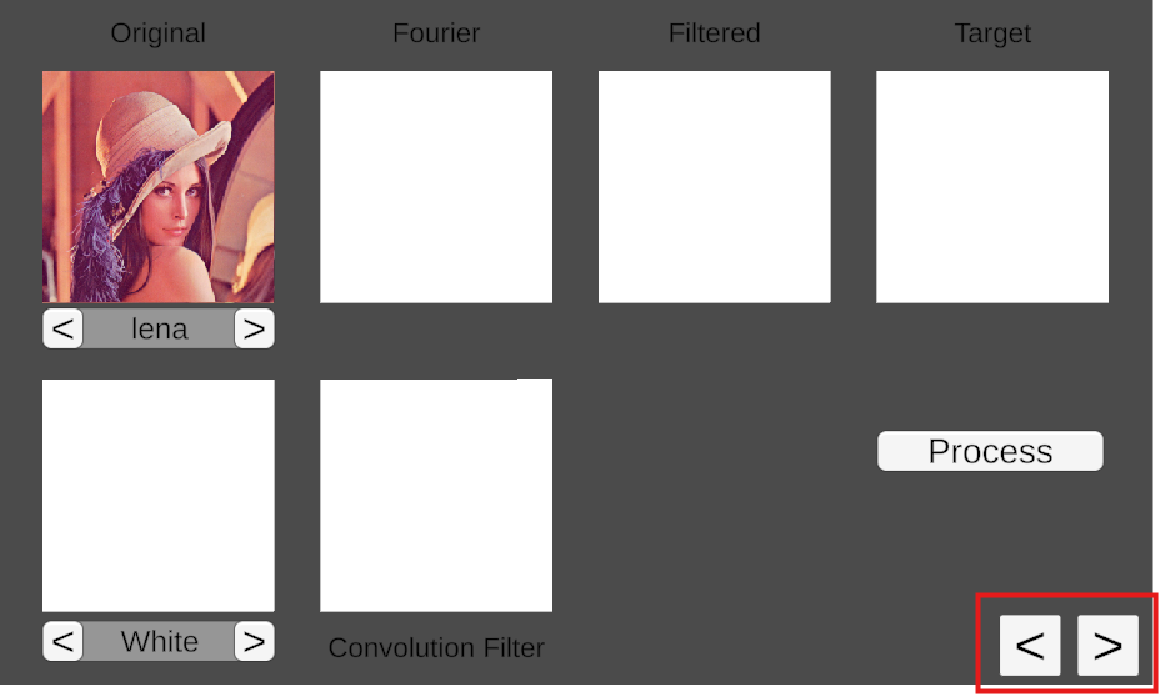 Original Fourier Filtered Target
< lena >
Process
< White >
Convolution Filter
< >